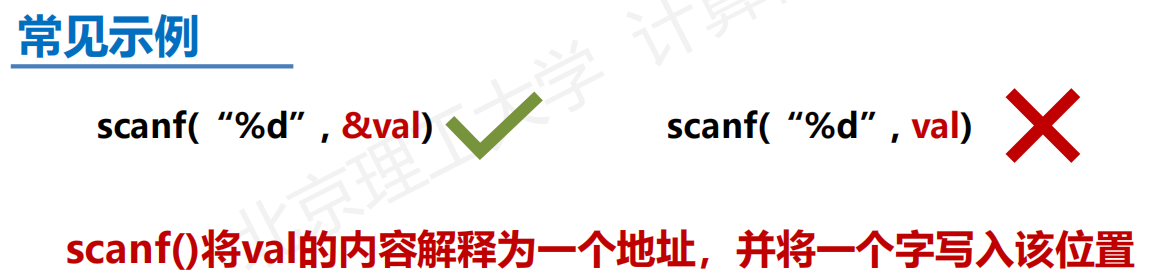 常见示例
scanf( “%d” , &val)
scanf( “%d” , val)
scanf()将val的内容解释为一个地址，并将一个字写入该位置
北京理工大学 计算